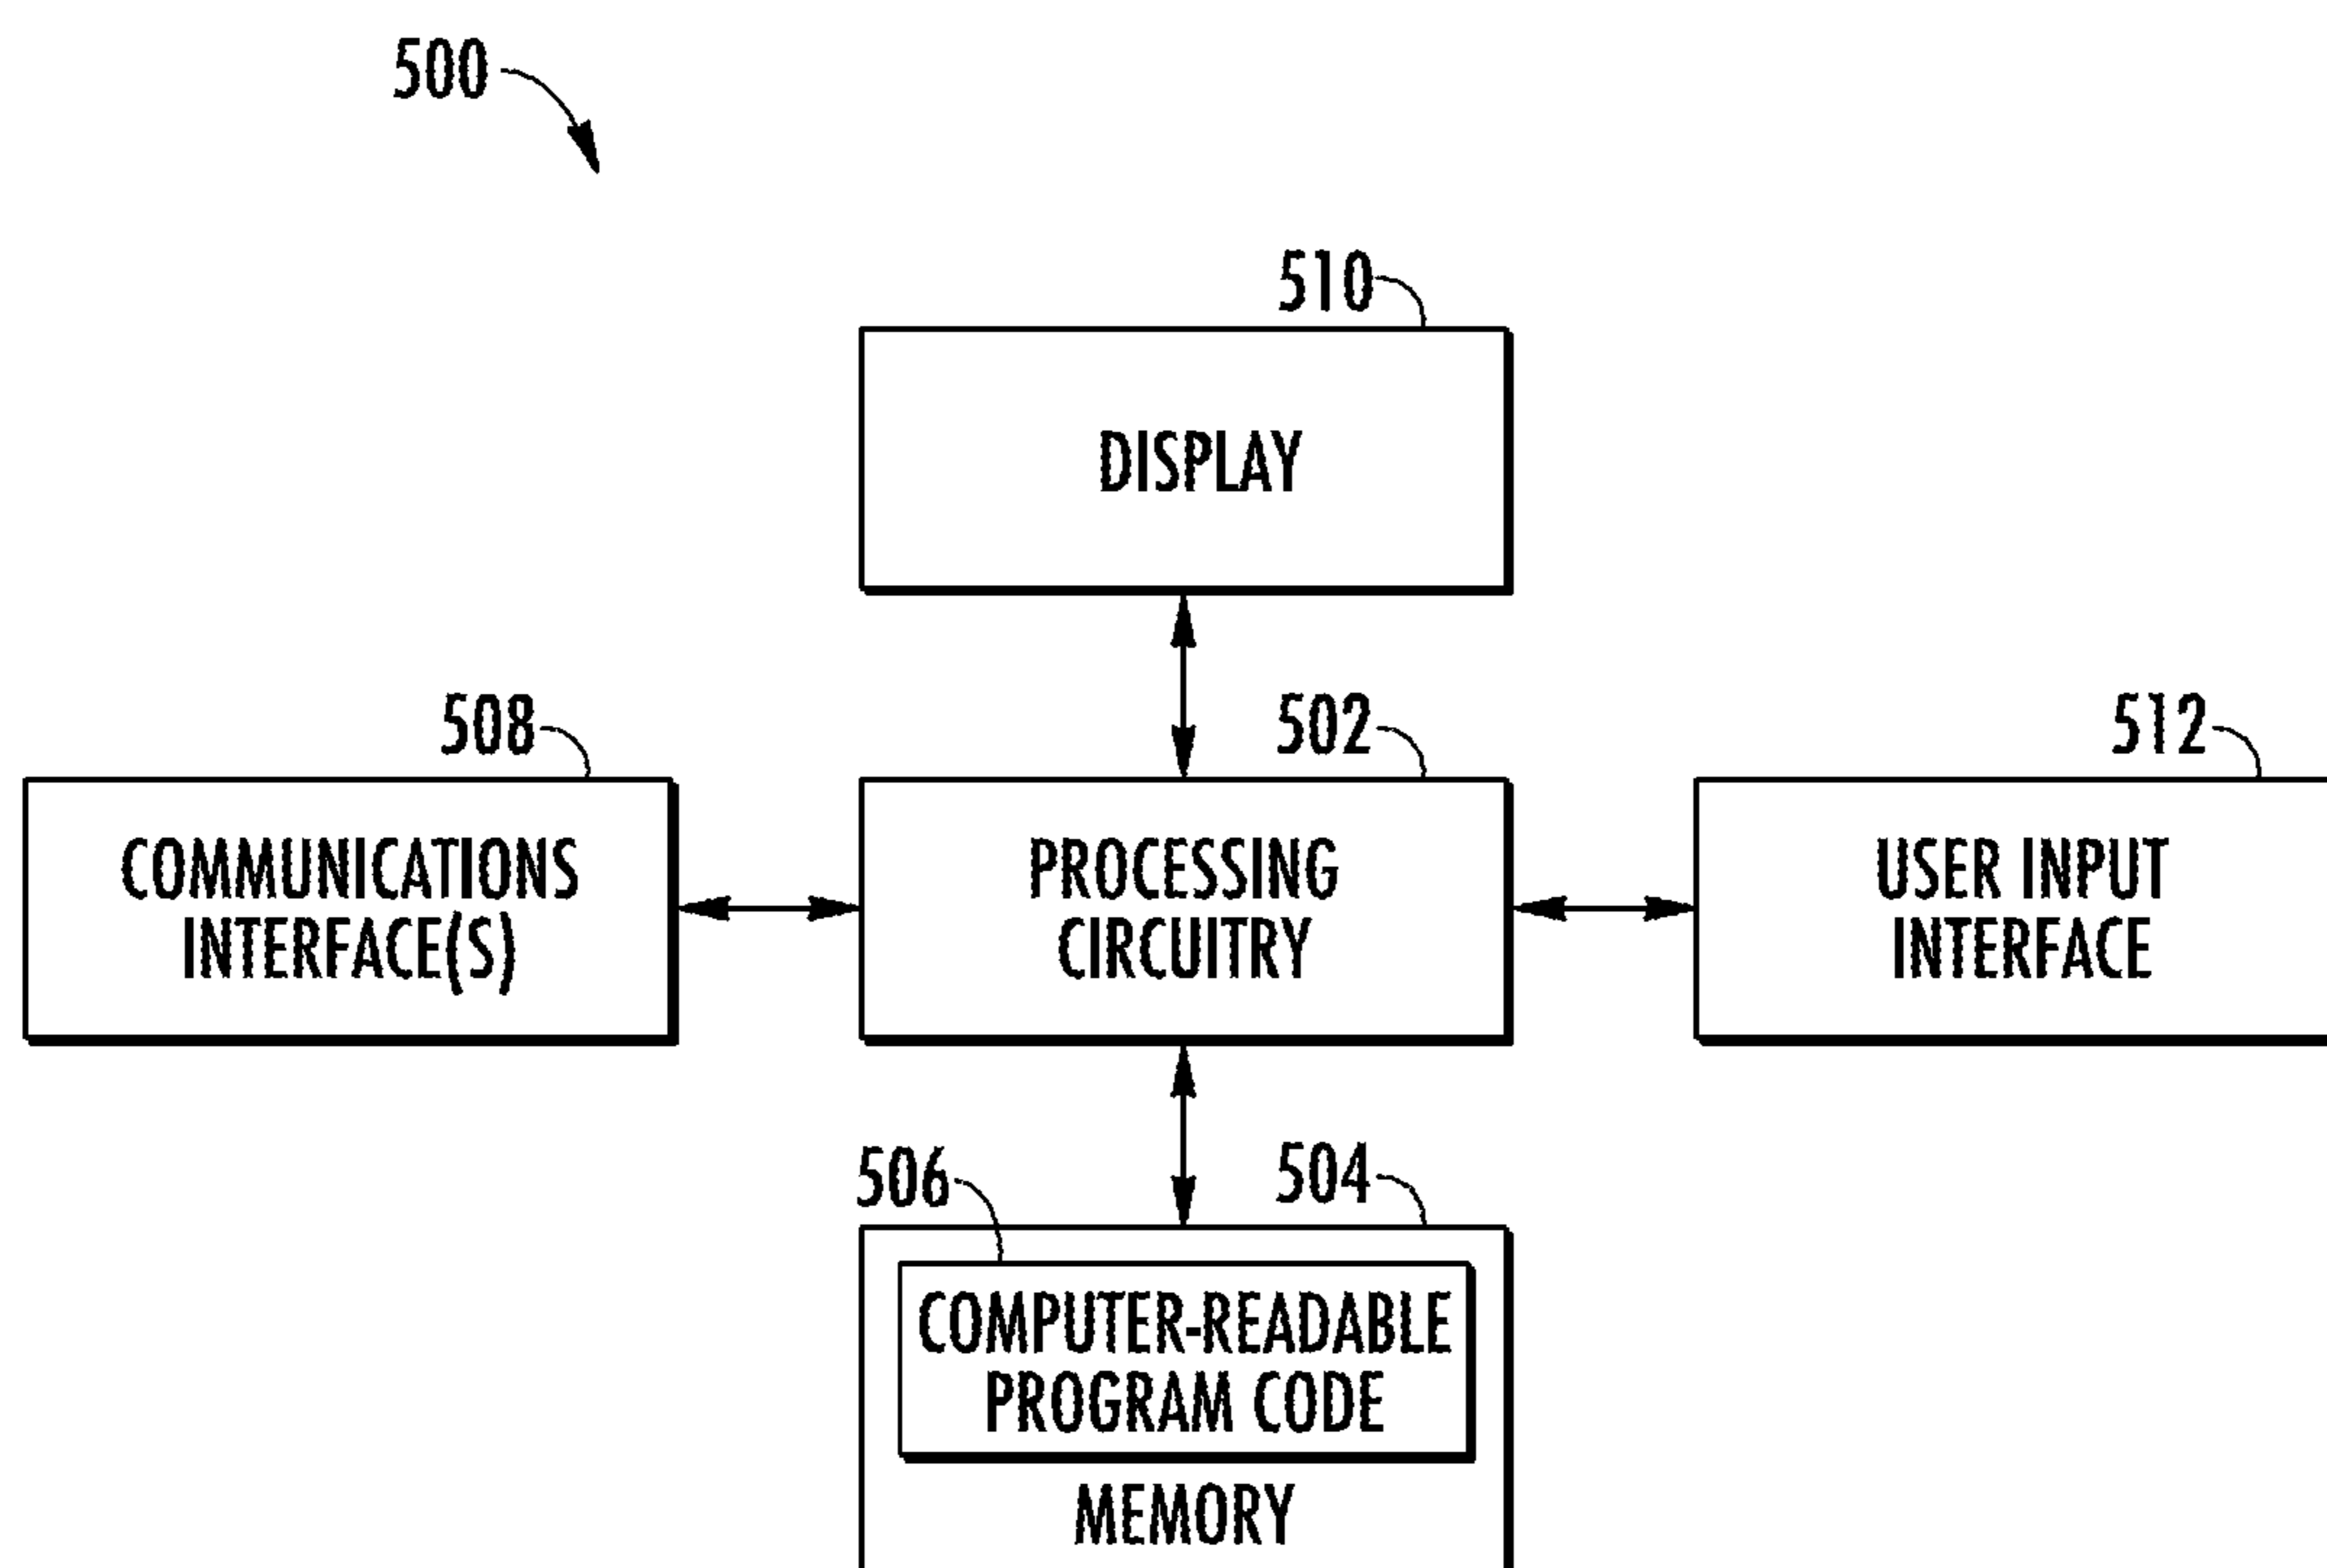 500
510
DISPLAY
508
502
512
COMMUNICATIONS
INTERFACE(S)
PROCESSING
CIRCUITRY
USER INPUT
INTERFACE
506
504
COMPUTER-READABLE
PROGRAM CODE
MEMORY